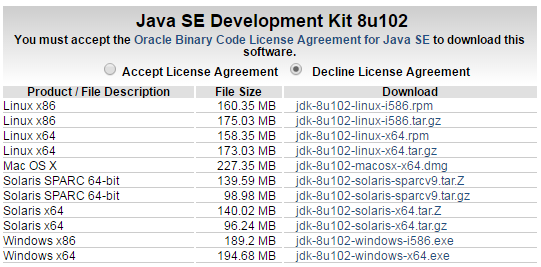 Java SE Development Kit 8u102
You must accept the Oracle Binary Code License Agreement for Java SE to download this
software.
Accept License Agreement Decline License Agreement
Product / File Description File Size Download
Linux x86 160.35 MB jdk-8u102-linux-i586.rpm
Linux x86 175.03 MB jdk-8u102-linux-i586.tar.gz
Linux x64 158.35 MB jdk-8u102-linux-x64.rpm
Linux x64 173.03 MB jdk-8u102-linux-x64.tar.gz
Mac OS X 227.35 MB jdk-8u102-macosx-x64.dmg
Solaris SPARC 64-bit 139.59 MB jdk-8u102-solaris-sparcv9.tar.Z
Solaris SPARC 64-bit 98.98 MB jdk-8u102-solaris-sparcv9.tar.gz
Solaris x64 140.02 MB jdk-8u102-solaris-x64.tar.Z
Solaris x64 96.24 MB jdk-8u102-solaris-x64.tar.gz
Windows x86 189.2 MB jdk-8u102-windows-i586.exe
Windows x64 194.68 MB jdk-8u102-windows-x64.exe